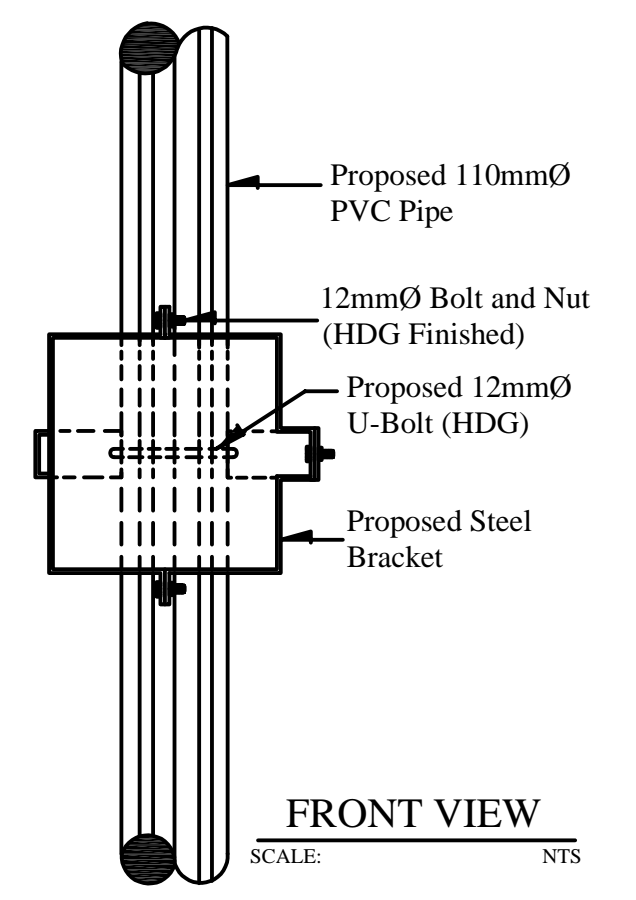 Proposed 110mmØ
PVC Pipe
12mmØ Bolt and Nut
(HDG Finished)
Proposed 12mmØ
U-Bolt (HDG)
Proposed Steel
Bracket
FRONT VIEW
SCALE: NTS